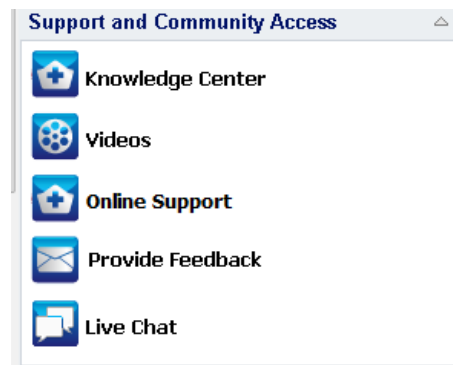 Support and Community Access
Knowledge Center
Videos
Online Support
Provide Feedback
Live Chat